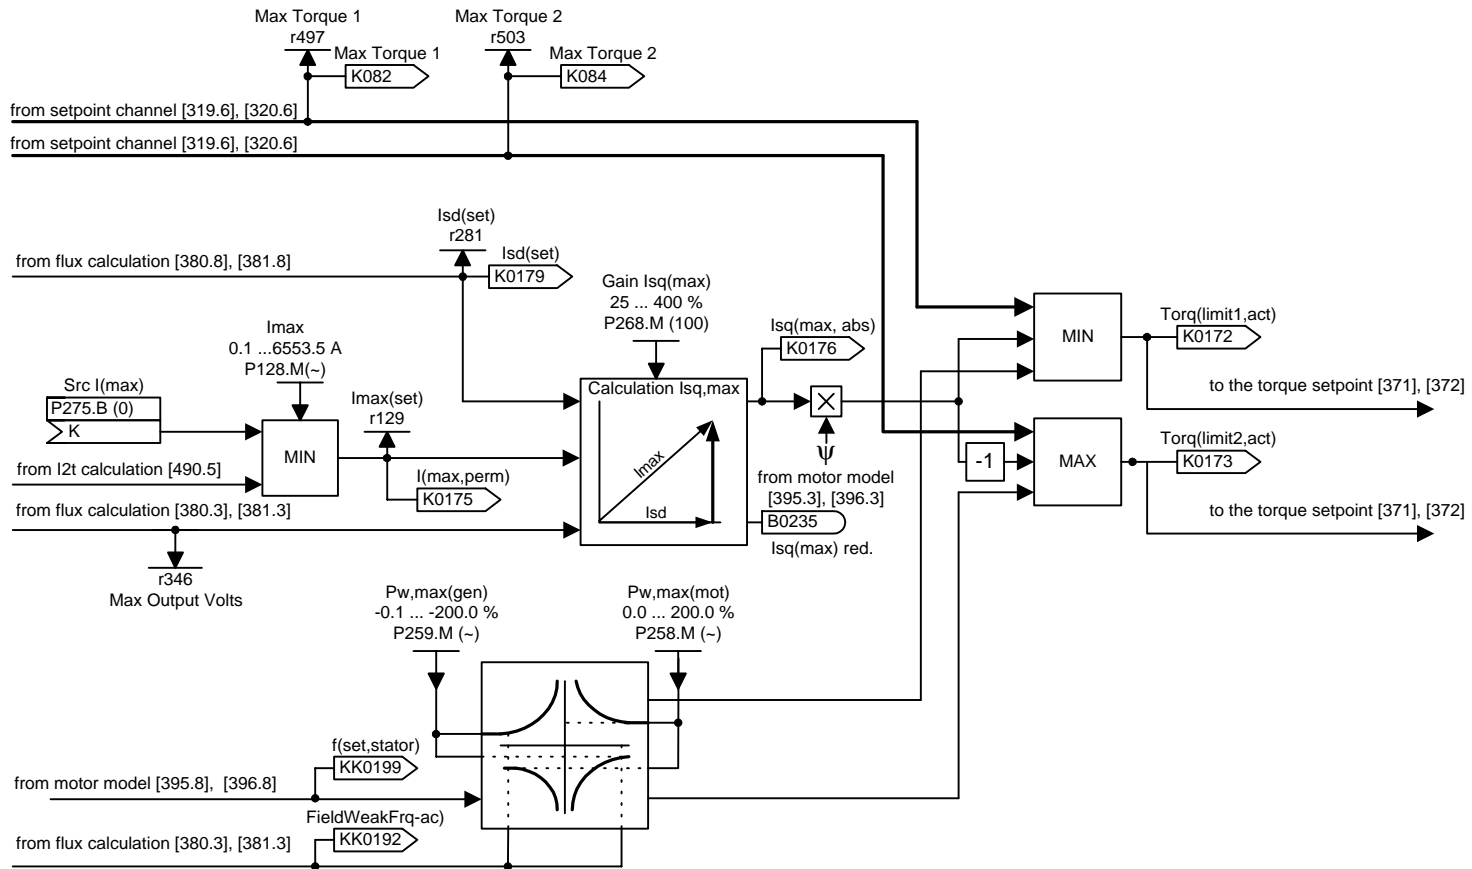 Max Torque 1
r497
Max Torque 1
K082
Max Torque 2
r503
Max Torque 2
K084
from setpoint channel [319.6], [320.6]
from setpoint channel [319.6], [320.6]
Isd(set)
r281
Isd(set)
K0179
from flux calculation [380.8], [381.8]
Gain Isq(max)
25 ... 400 %
P268.M (100)
Imax
0.1 ...6553.5 A
P128.M(~)
Src I(max)
P275.B (0)
K
Imax(set)
r129
MIN
I(max,perm)
K0175
from I2t calculation [490.5]
from flux calculation [380.3], [381.3]
r346
Max Output Volts
Calculation Isq,max
Imax
Isd
Isq(max, abs)
K0176
ψ
from motor model
[395.3], [396.3]
B0235
Isq(max) red.
-1
MIN
Torq(limit1,act)
K0172
to the torque setpoint [371], [372]
MAX
Torq(limit2,act)
K0173
to the torque setpoint [371], [372]
Pw,max(gen)
-0.1 ... -200.0 %
P259.M (~)
Pw,max(mot)
0.0 ... 200.0 %
P258.M (~)
f(set,stator)
KK0199
from motor model [395.8],  [396.8]
FieldWeakFrq-ac)
KK0192
from flux calculation [380.3], [381.3]